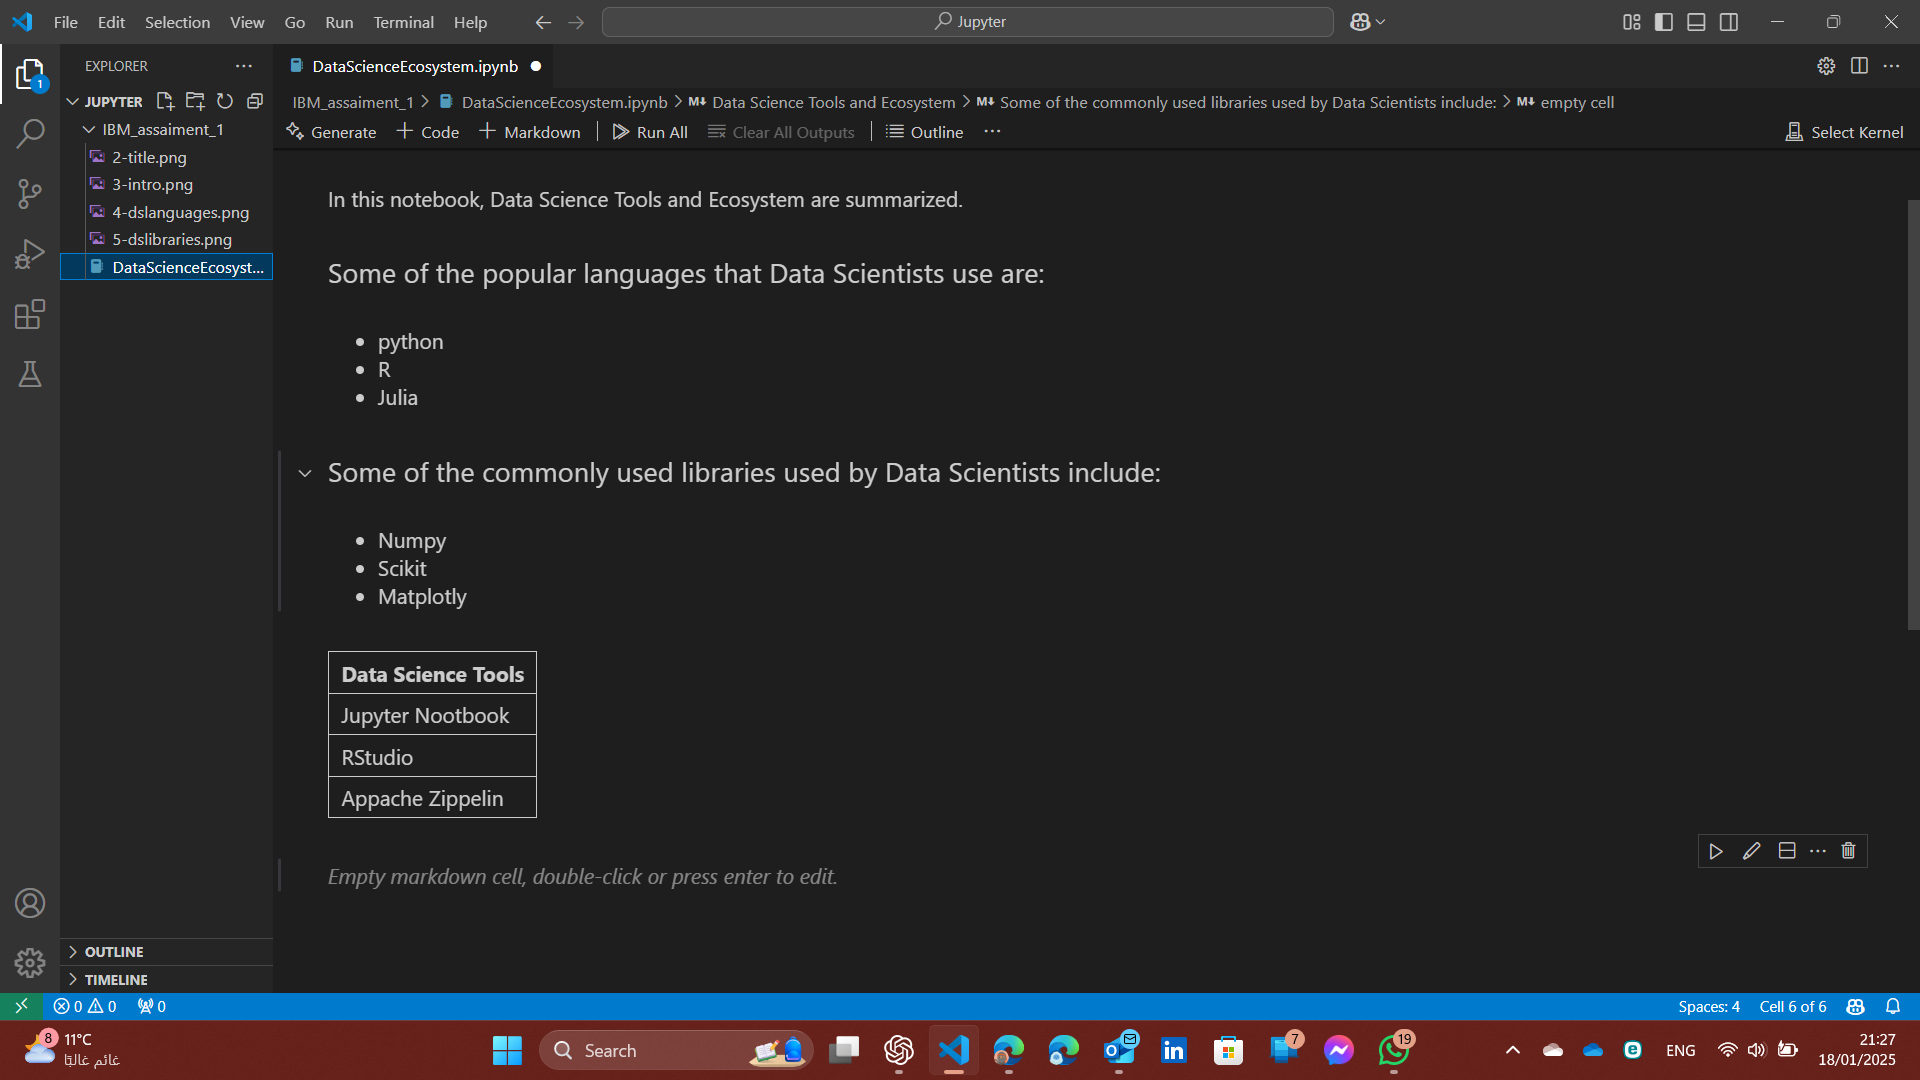 File Edit Selection View Go Run Terminal Help
Jupyter
EXPLORER
DataScienceEcosystem.ipynb
JUPYTER
IBM_assaiment_1 > DataScienceEcosystem.ipynb > M↓ Data Science Tools and Ecosystem > M↓ Some of the commonly used libraries used by Data Scientists include: > M↓ empty cell
IBM_assaiment_1
Generate + Code + Markdown Run All Clear All Outputs Outline ...
Select Kernel
2-title.png
3-intro.png
4-dslanguages.png
5-dslibraries.png
DataScienceEcosyst...
1
In this notebook, Data Science Tools and Ecosystem are summarized.
Some of the popular languages that Data Scientists use are:
• python
• R
• Julia
Some of the commonly used libraries used by Data Scientists include:
• Numpy
• Scikit
• Matplotly
Data Science Tools
Jupyter Nootbook
RStudio
Appache Zippelin
Empty markdown cell, double-click or press enter to edit.
OUTLINE
TIMELINE
0 0 0
Spaces: 4 Cell 6 of 6
8
11°C
غائم غالبًا
Search
7
19
ENG
21:27
18/01/2025